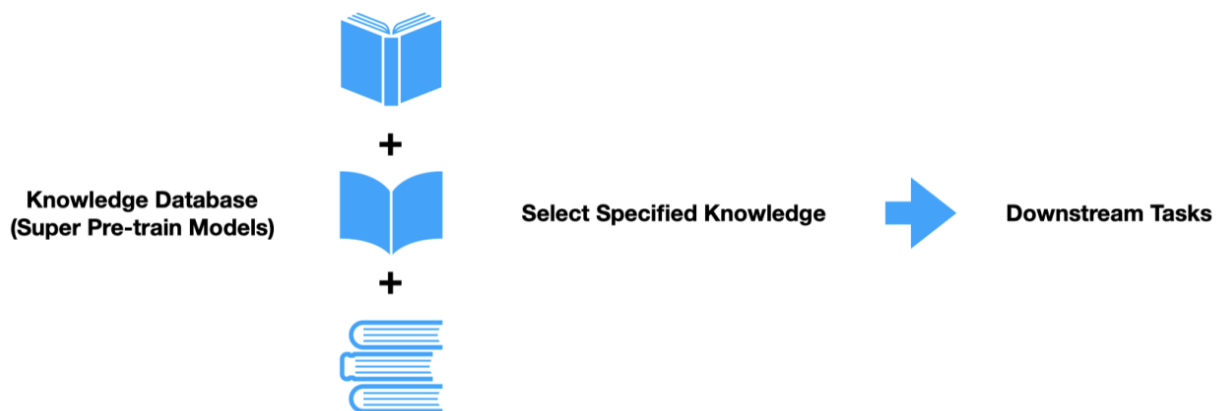 +
Knowledge Database
(Super Pre-train Models)
Select Specified Knowledge
Downstream Tasks
+